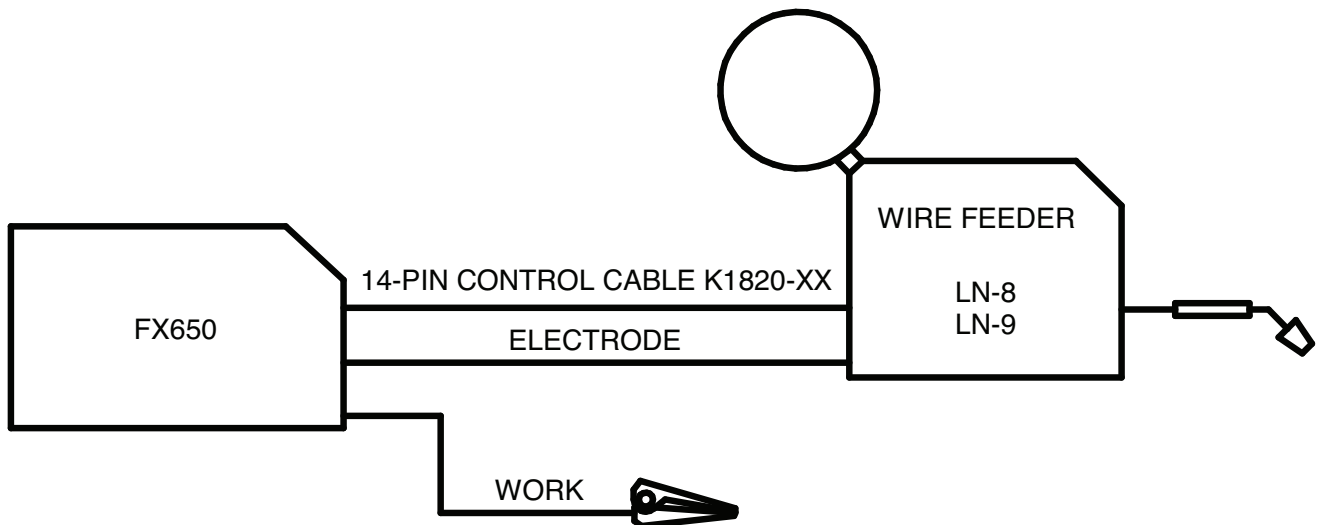 WIRE FEEDER
14-PIN CONTROL CABLE K1820-XX
LN-8
LN-9
FX650
ELECTRODE
WORK